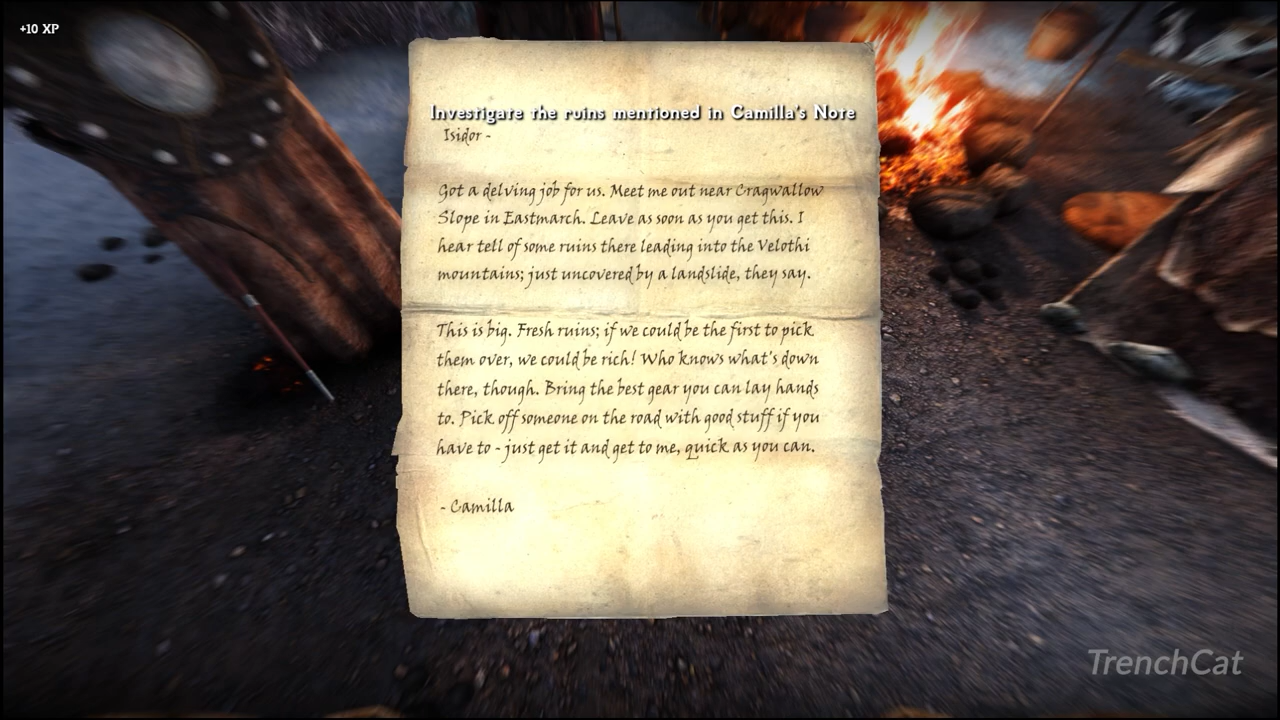 +10 XP
Investigate the ruins mentioned in Camilla's Note
Isidor -
Got a delving job for us. Meet me out near Cragwallow
Slope in Eastmarch. Leave as soon as you get this. I
hear tell of some ruins there leading into the Velothi
mountains; just uncovered by a landslide, they say.
This is big. Fresh ruins; if we could be the first to pick
them over, we could be rich! Who knows what's down
there, though. Bring the best gear you can lay hands
to. Pick off someone on the road with good stuff if you
have to - just get it and get to me, quick as you can.
- Camilla
TrenchCat